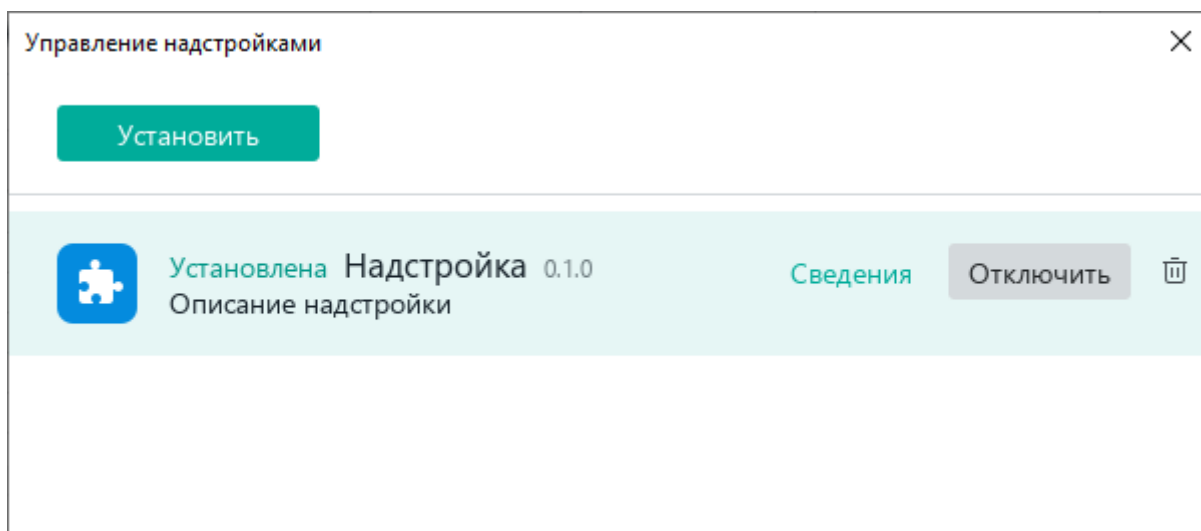 Управление надстройками
Установить
Установлена Надстройка 0.1.0 Сведения Отключить
Описание надстройки